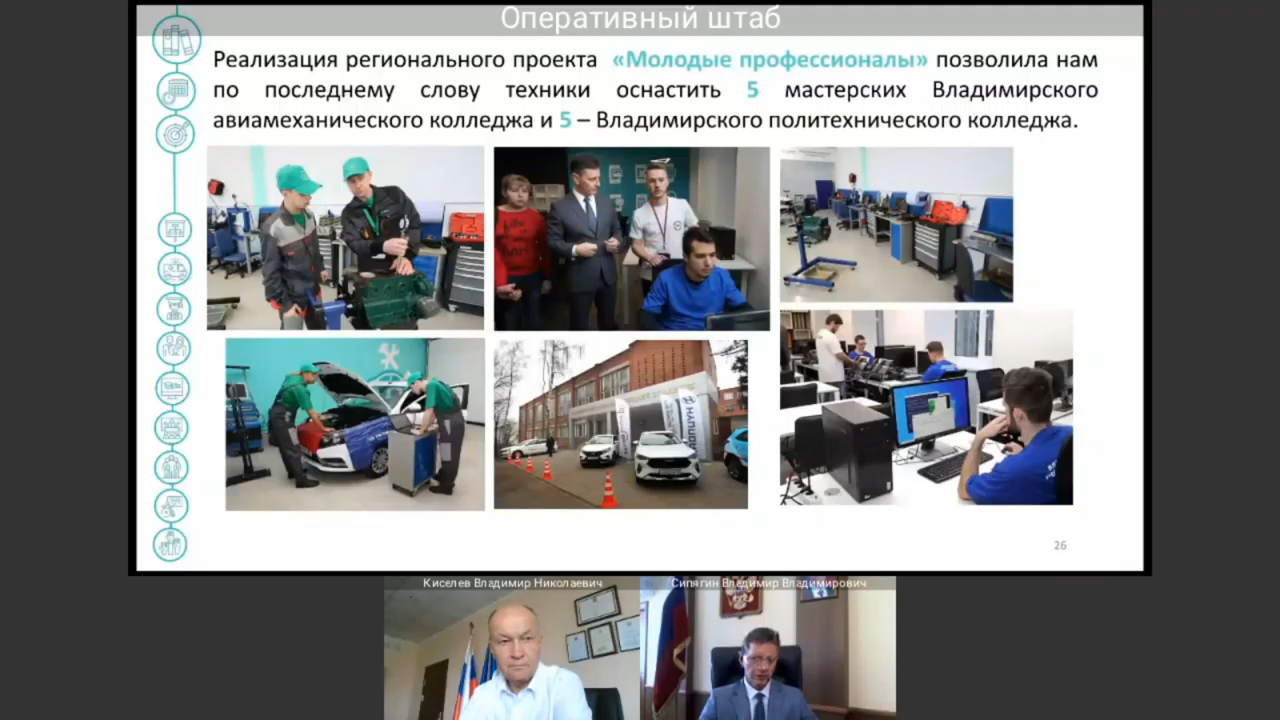 Оперативный штаб
Реализация регионального проекта «Молодые профессионалы» позволила нам
по последнему слову техники оснастить 5 мастерских Владимирского
авиамеханического колледжа и 5 – Владимирского политехнического колледжа.
26
Киселев Владимир Николаевич
Сипягин Владимир Владимирович